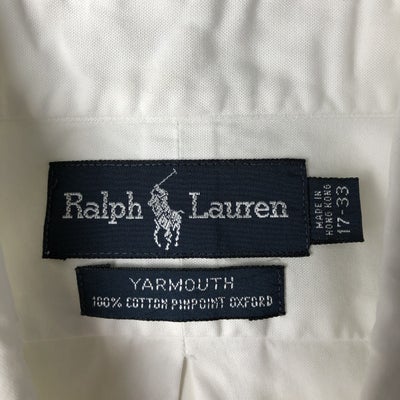 Ralph Lauren
MADE IN
HONG KONG
17-33
YARMOUTH
100% COTTON PINPOINT OXFORD